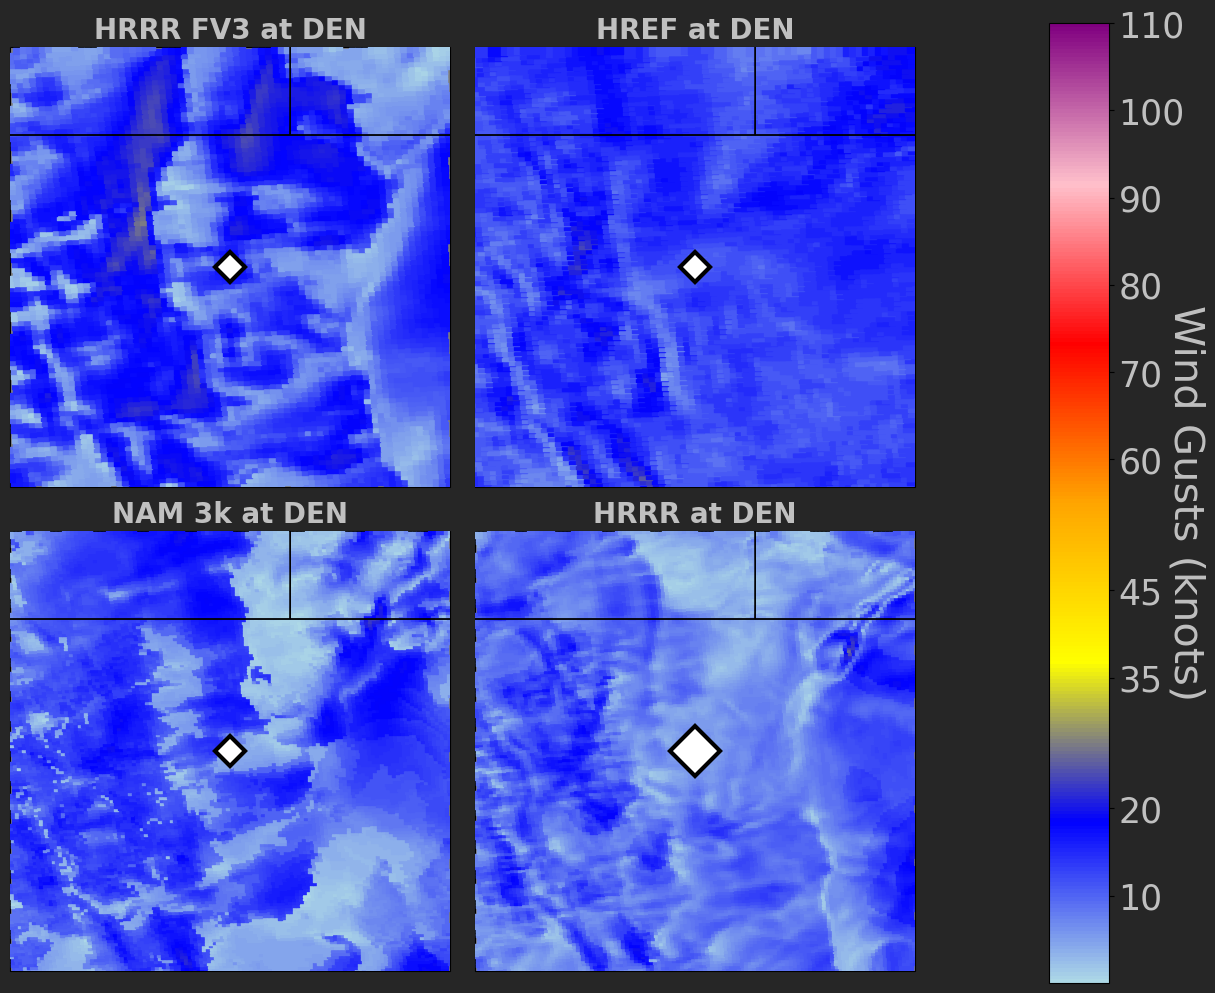 HRRR FV3 at DEN
HREF at DEN
NAM 3k at DEN
HRRR at DEN
110
100
90
80
70
60
45
35
20
10
Wind Gusts (knots)